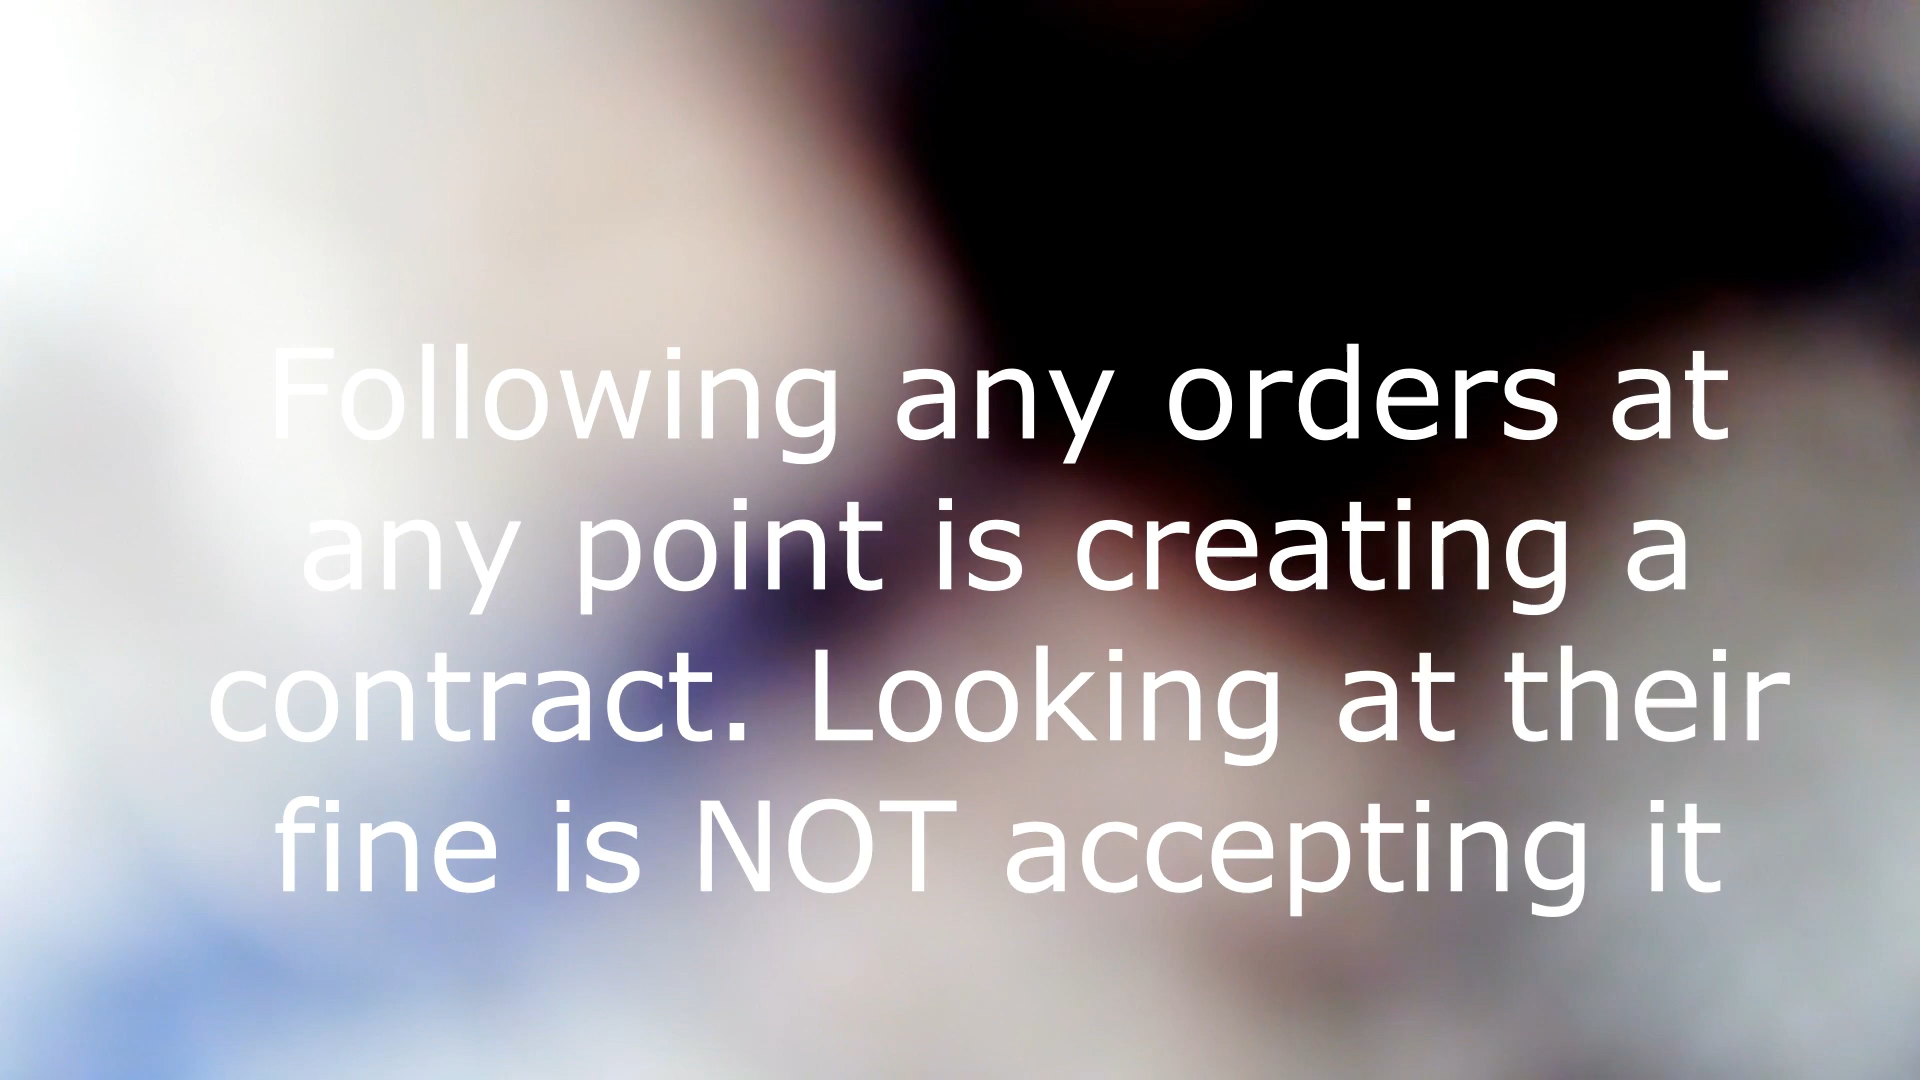 Following any orders at
any point is creating a
contract. Looking at their
fine is NOT accepting it